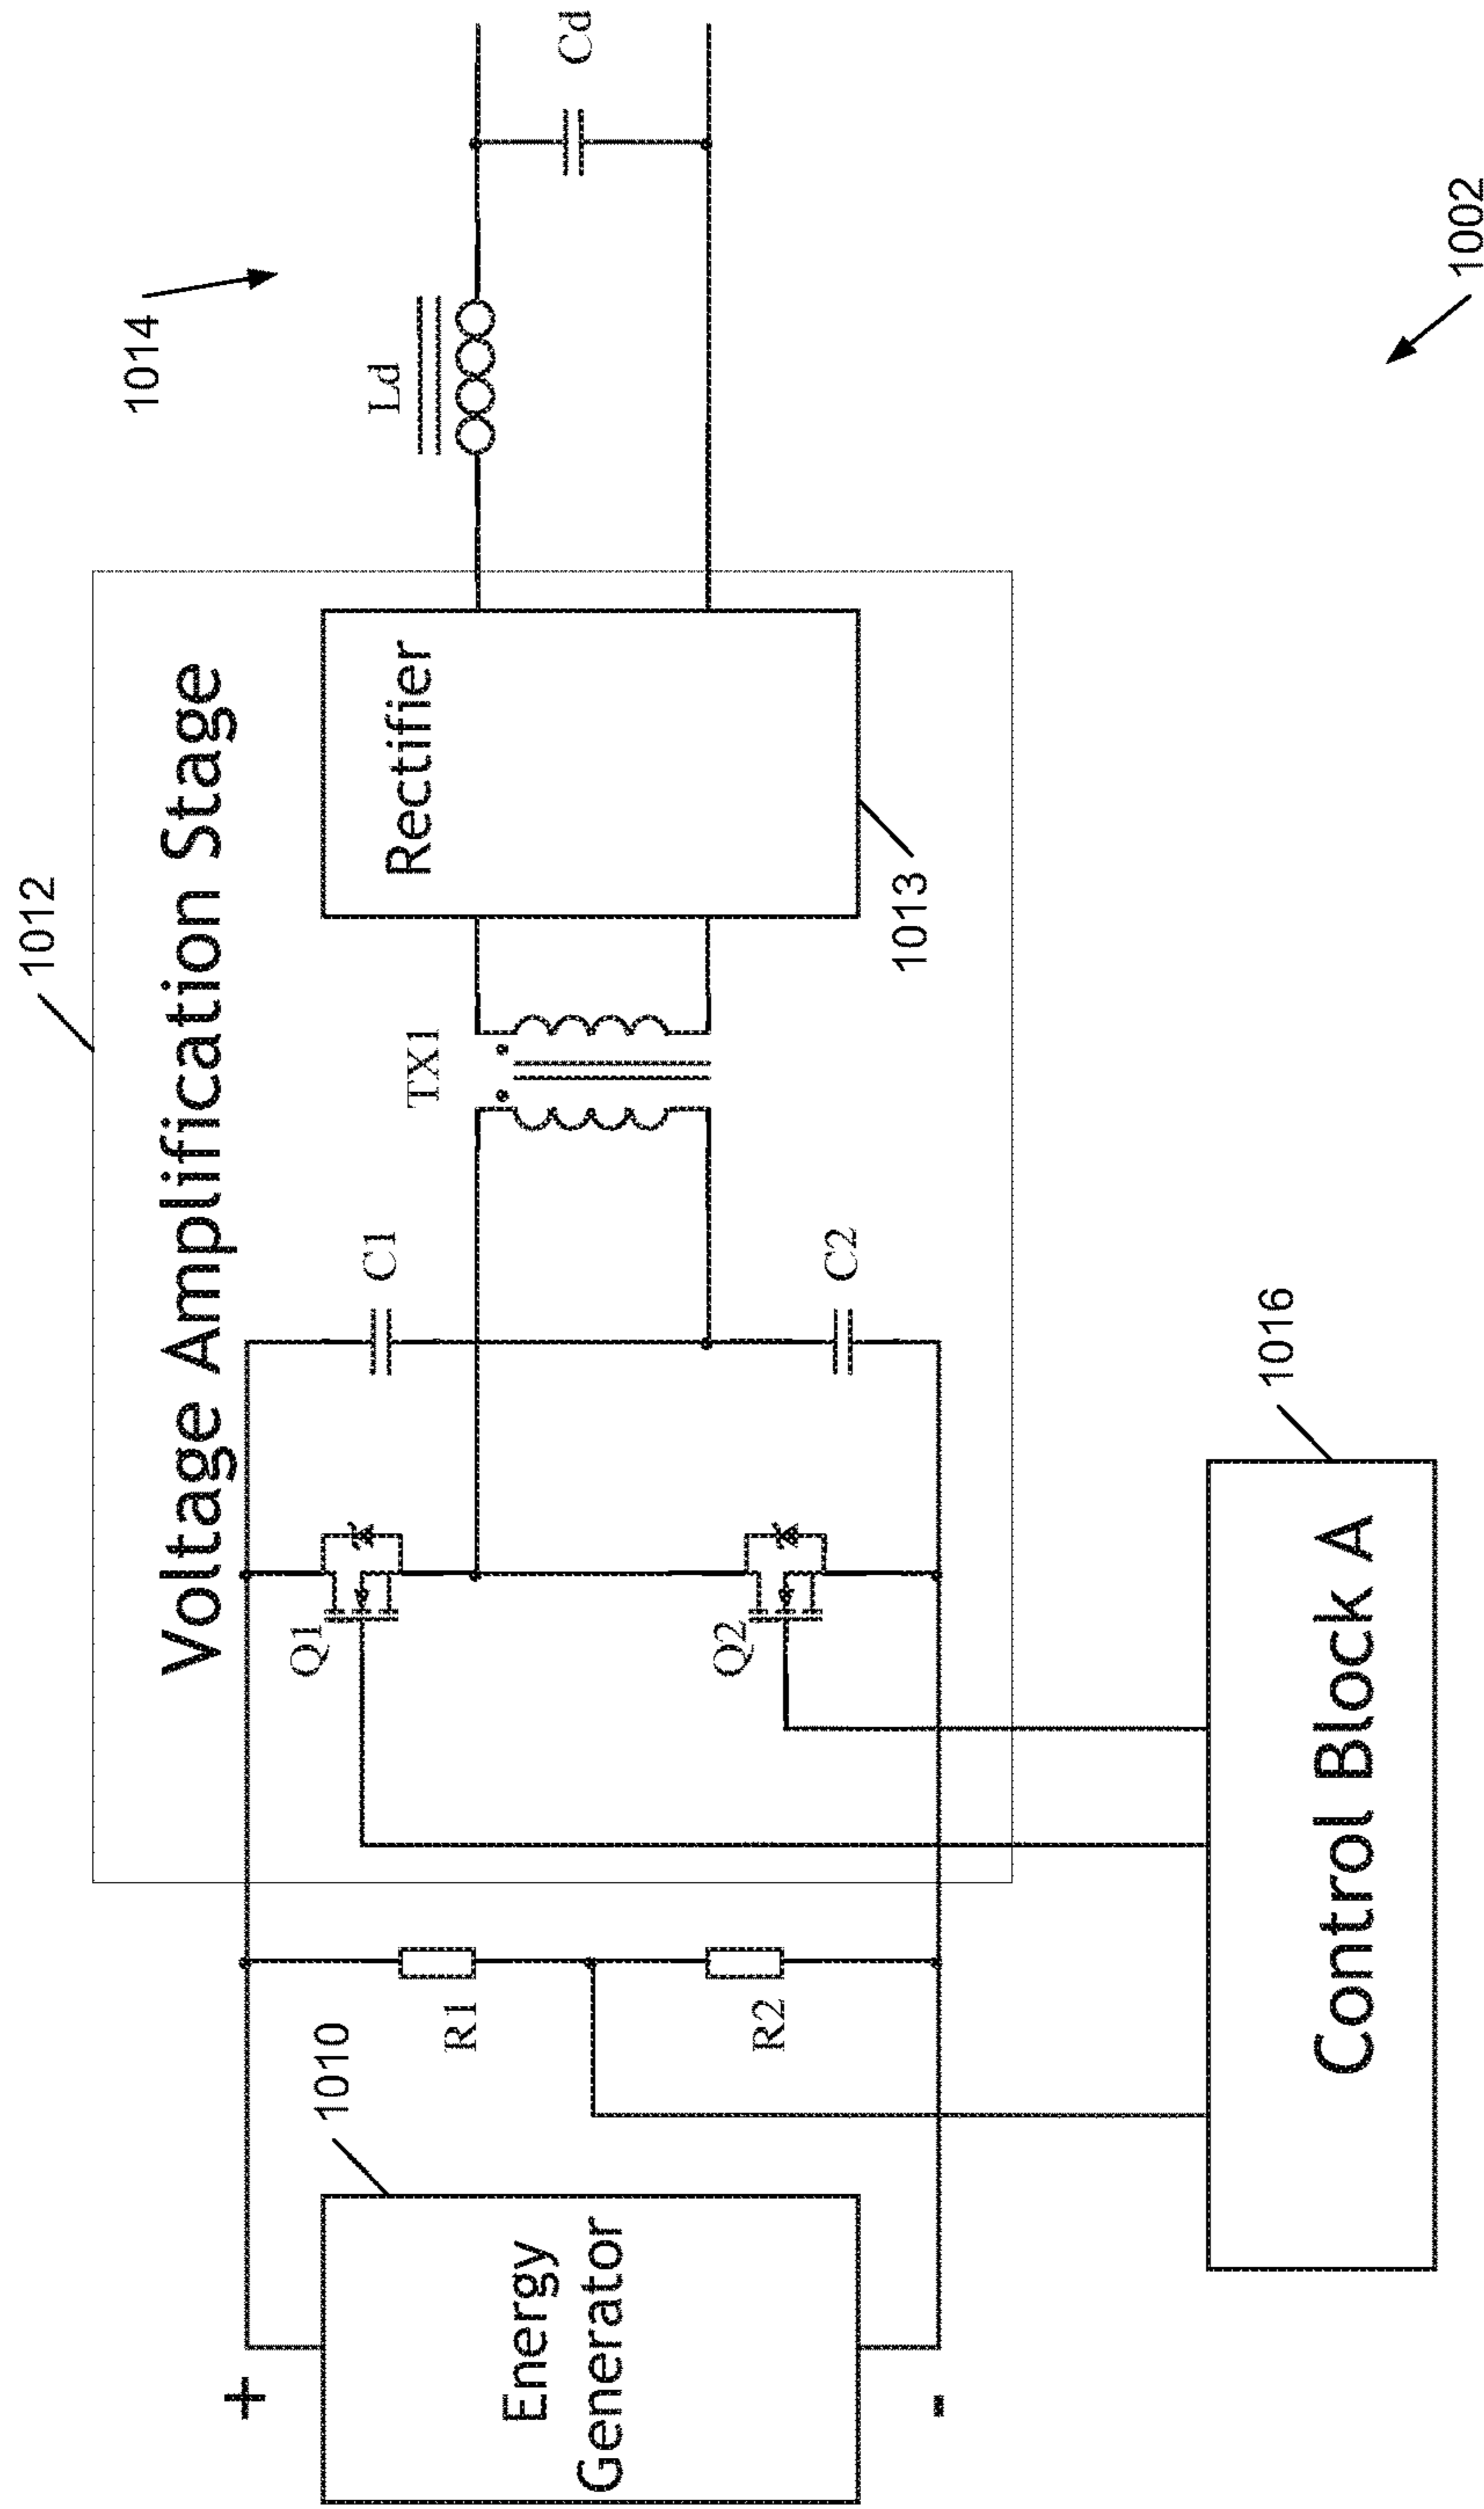 1012
Voltage Amplification Stage
1014
+
1010
Energy
Generator
-
R1
R2
Q1
Q2
C1
C2
TX1
Rectifier
1013
Ld
Cd
Control Block A
1016
1002